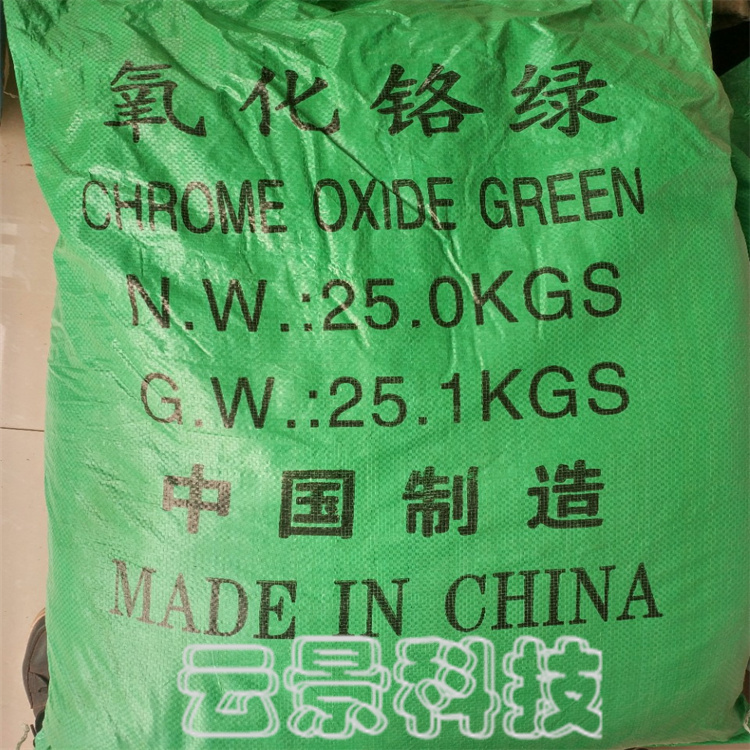 氧化铬绿
CHROME OXIDE GREEN
N.W.:25.0KGS
G.W.:25.1KGS
中国制造
MADE IN CHINA
云景科技